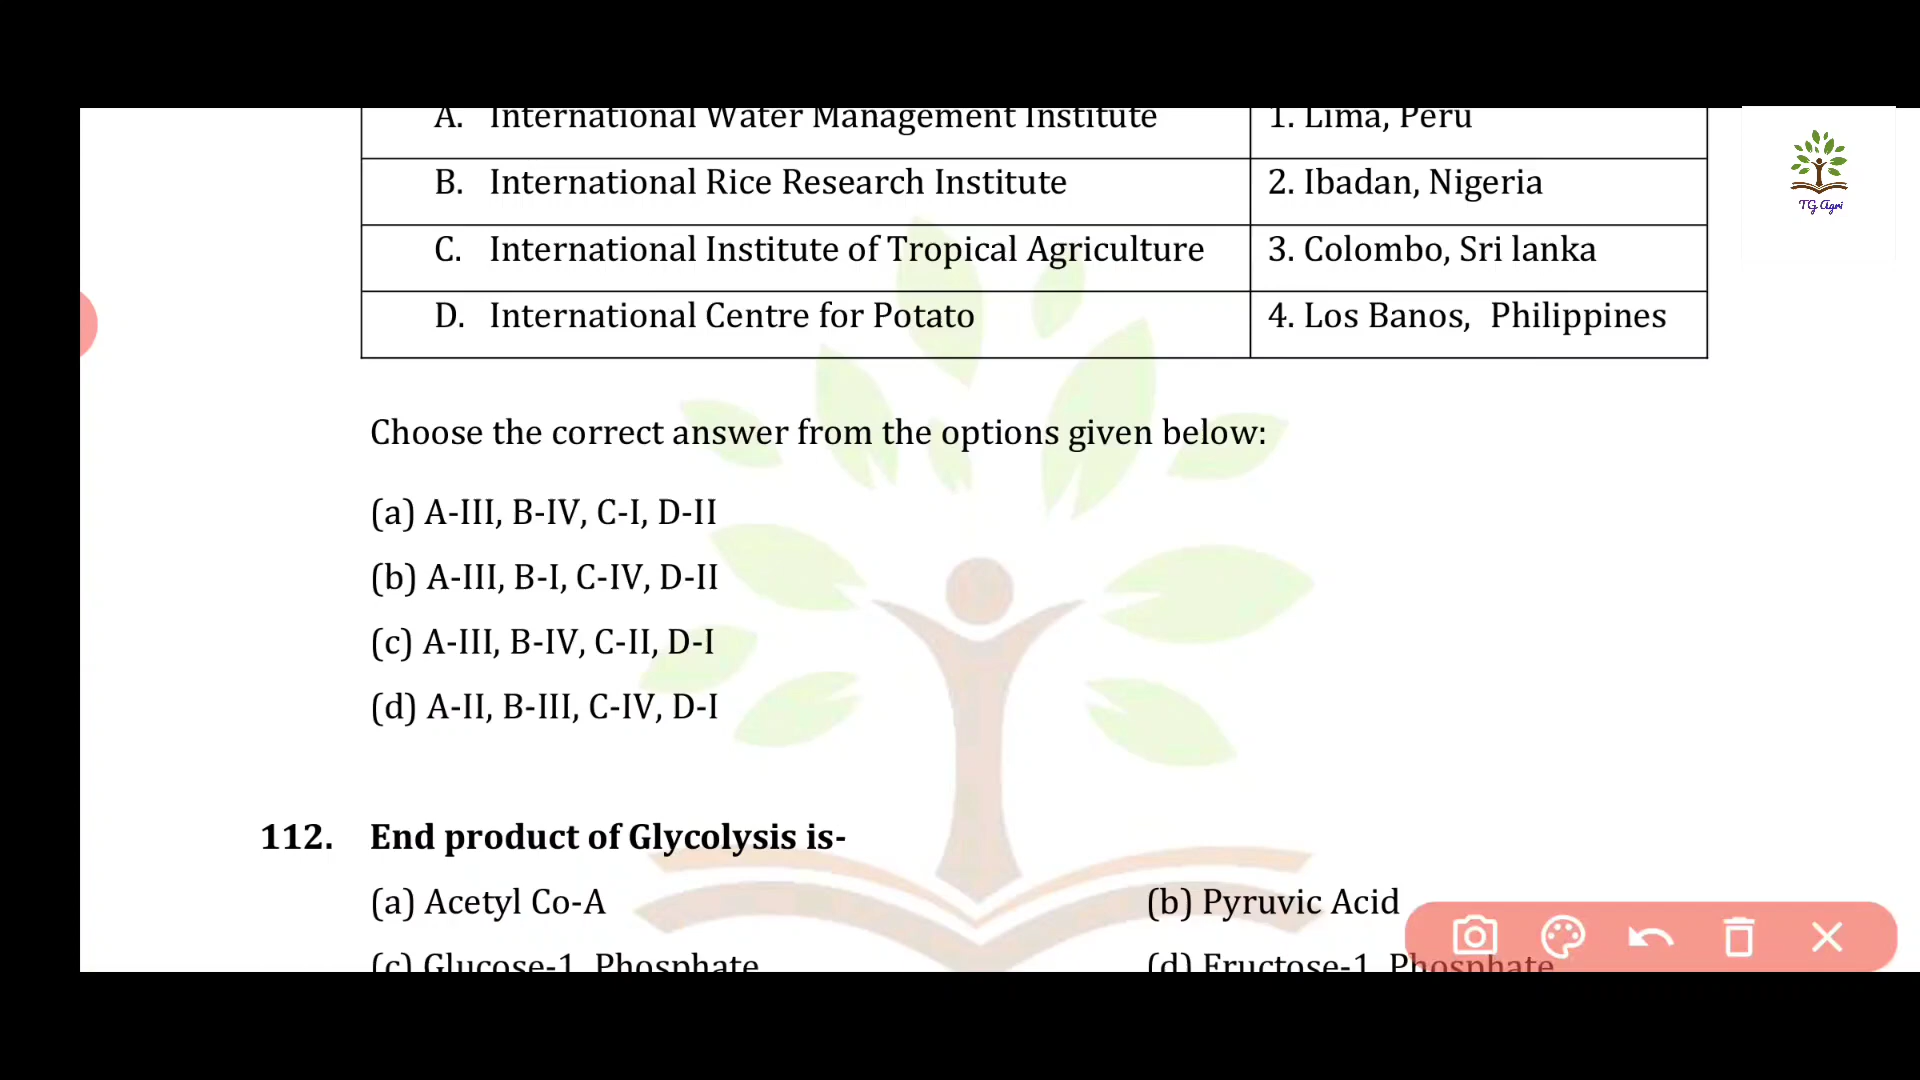 A. International Water Management Institute 1. Lima, Peru
B. International Rice Research Institute 2. Ibadan, Nigeria
C. International Institute of Tropical Agriculture 3. Colombo, Sri lanka
D. International Centre for Potato 4. Los Banos, Philippines
TG Agri
Choose the correct answer from the options given below:
(a) A-III, B-IV, C-I, D-II
(b) A-III, B-I, C-IV, D-II
(c) A-III, B-IV, C-II, D-I
(d) A-II, B-III, C-IV, D-I
112. End product of Glycolysis is-
(a) Acetyl Co-A (b) Pyruvic Acid
(c) Glucose-1 Phosphate (d) Fructose-1 Phosphate